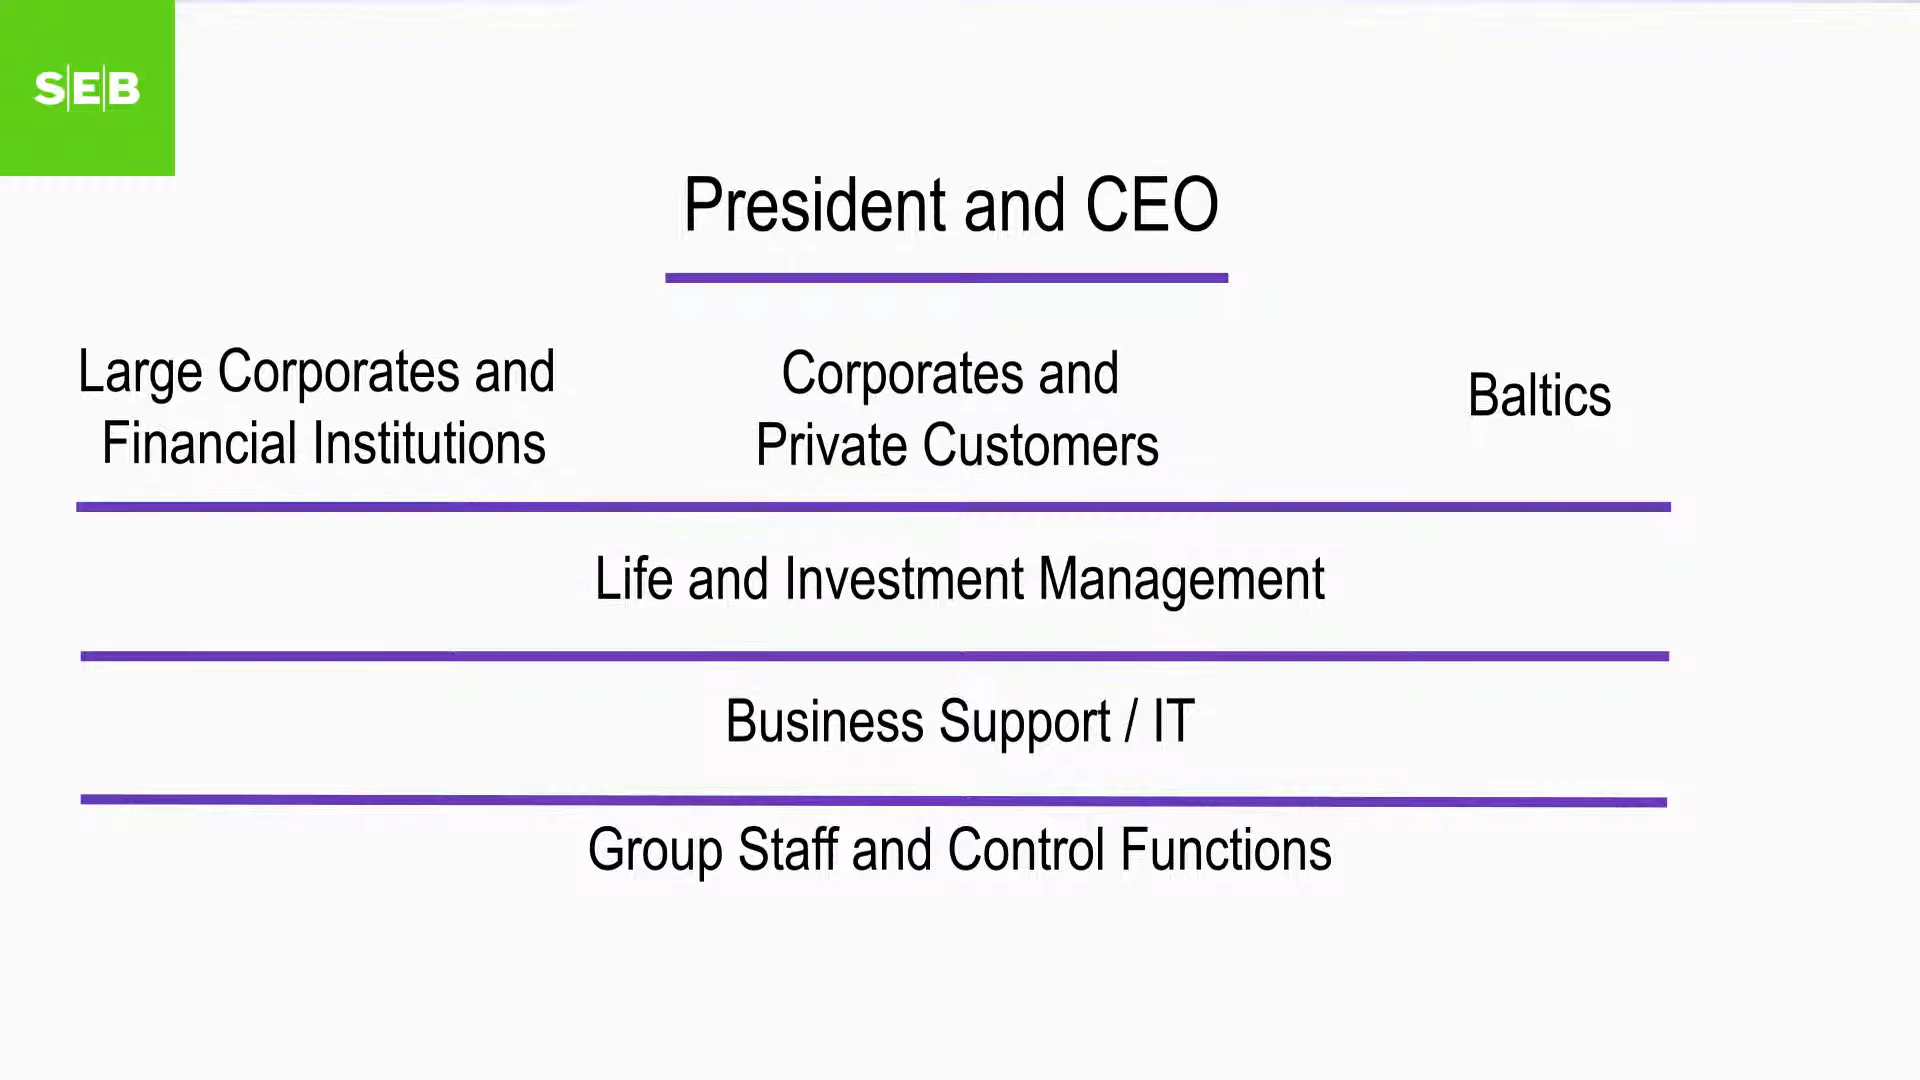 S|E|B
President and CEO
Large Corporates and
Financial Institutions
Corporates and
Private Customers
Baltics
Life and Investment Management
Business Support / IT
Group Staff and Control Functions